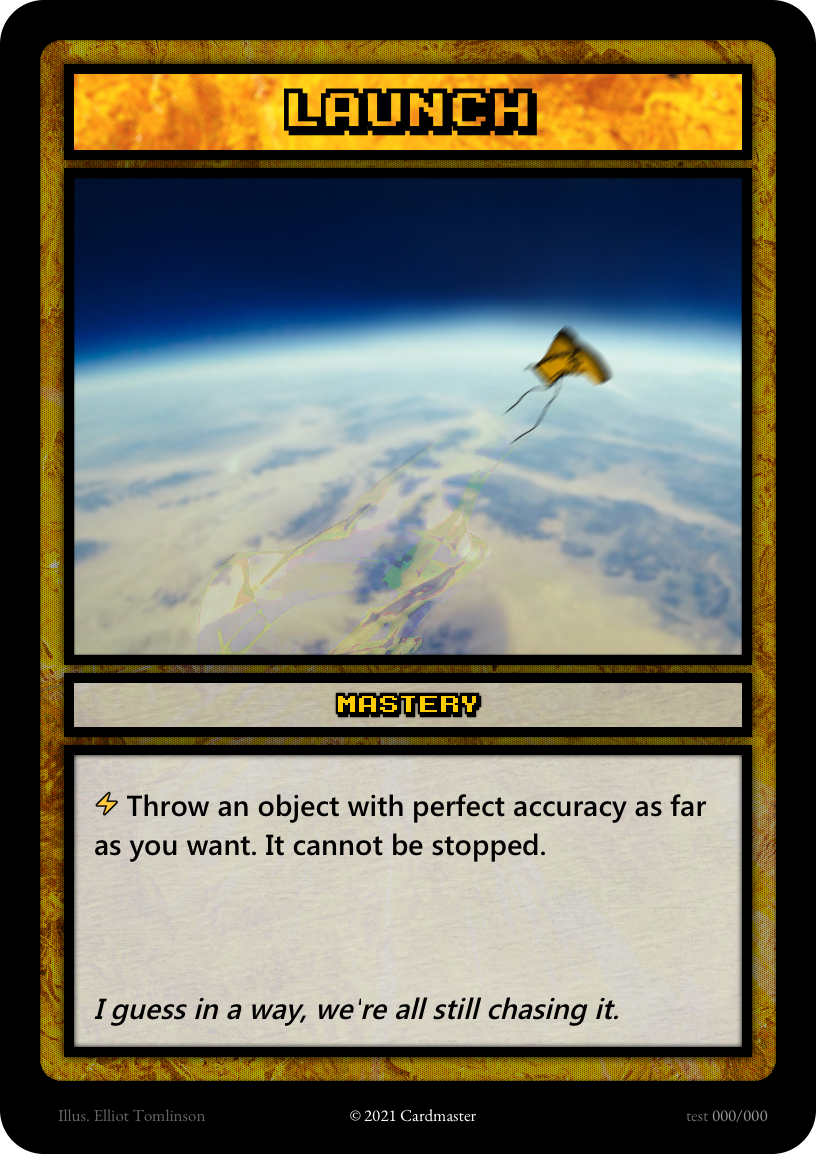 LAUNCH
MASTERY
⚡ Throw an object with perfect accuracy as far
as you want. It cannot be stopped.
I guess in a way, we're all still chasing it.
Illus. Elliot Tomlinson
© 2021 Cardmaster
test 000/000